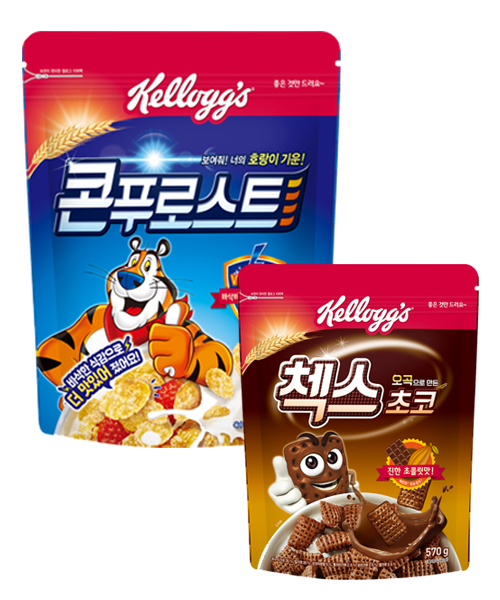 Kellogg's
좋은 것만 드려요~
보여줘! 너의 호랑이 기운!
콘푸로스트
바삭한 식감으로
더 맛있어 졌어요!
Kellogg's
좋은 것만 드려요~
첵스
오곡으로 만든
초코
진한 초콜릿맛!
570 g